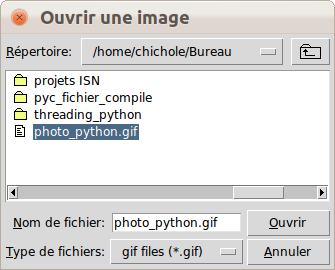 Ouvrir une image
Répertoire: /home/chichole/Bureau
projets ISN
pyc_fichier_compile
threading_python
photo_python.gif
Nom de fichier: photo_python.gif Ouvrir
Type de fichiers: gif files (*.gif) Annuler